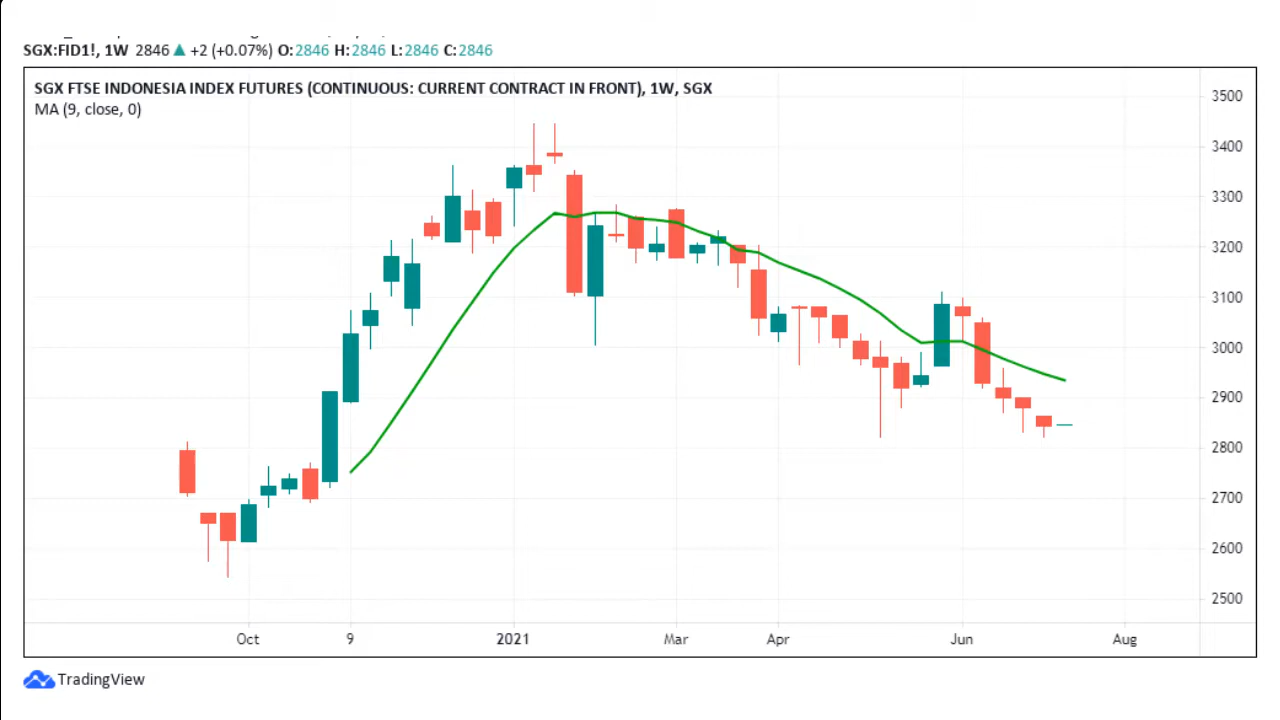 SGX:FID1!, 1W 2846 ▲ +2 (+0.07%) O:2846 H:2846 L:2846 C:2846
SGX FTSE INDONESIA INDEX FUTURES (CONTINUOUS: CURRENT CONTRACT IN FRONT), 1W, SGX
MA (9, close, 0)
3500
3400
3300
3200
3100
3000
2900
2800
2700
2600
2500
Oct 9 2021 Mar Apr Jun Aug
TradingView